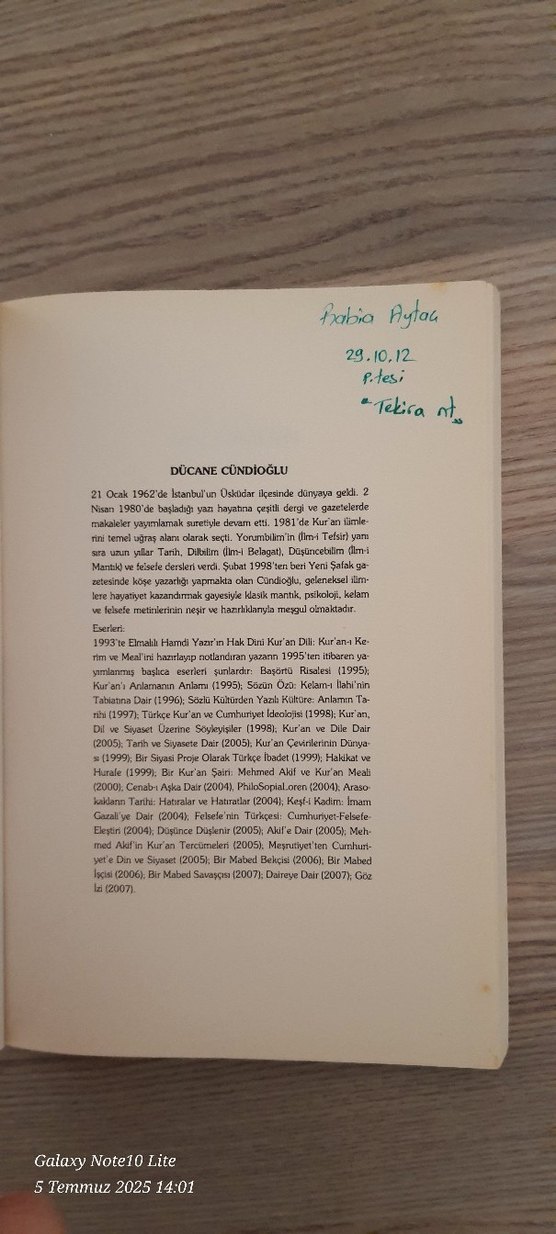 Rabia Aytaç
29.10.12
P.tesi
"Tekira
DÜCANE CÜNDİOĞLU
21 Ocak 1962'de İstanbul'un Üsküdar ilçesinde dünyaya geldi. 2
Nisan 1980'de başladığı yazı hayatına çeşitli dergi ve gazetelerde
makaleler yayımlamak suretiyle devam etti. 1981'de Kur'an ilimle-
rini temel uğraş alanı olarak seçti. Yorumbilim'in (İlm-i Tefsir) yanı
sıra uzun yıllar Tarih, Dilbilim (İlm-i Belagat), Düşüncebilim (İlm-i
Mantık) ve felsefe dersleri verdi. Şubat 1998'ten beri Yeni Şafak ga-
zetesinde köşe yazarlığı yapmakta olan Cündioğlu, geleneksel ilim-
lere hayatiyet kazandırmak gayesiyle klasik mantık, psikoloji, kelam
ve felsefe metinlerinin neşir ve hazırlıklarıyla meşgul olmaktadır.
Eserleri:
1993'te Elmalılı Hamdi Yazır'ın Hak Dini Kur'an Dili: Kur'an-ı Ke-
rim ve Meal'ini hazırlayıp notlandıran yazarın 1995'ten itibaren ya-
yımlanmış başlıca eserleri şunlardır: Başörtü Risalesi (1995);
Kur'an'ı Anlamanın Anlamı (1995); Sözün Özü: Kelam-ı İlahi'nin
Tabiatına Dair (1996); Sözlü Kültürden Yazılı Kültüre: Anlamın Ta-
rihi (1997); Türkçe Kur'an ve Cumhuriyet İdeolojisi (1998); Kur'an,
Dil ve Siyaset Üzerine Söyleyişiler (1998); Kur'an ve Dile Dair
(2005); Tarih ve Siyasete Dair (2005), Kur'an Çevirilerinin Dünya-
sı (1999); Bir Siyasi Proje Olarak Türkçe İbadet (1999); Hakikat ve
Hurafe (1999); Bir Kur'an Şairi: Mehmed Akif ve Kur'an Meali
(2000); Cenab-ı Aşka Dair (2004), PhiloSopiaLoren (2004); Araso-
kakların Tarihi: Hatıralar ve Hatıratlar (2004); Keşf-i Kadim: İmam
Gazali'ye Dair (2004); Felsefe'nin Türkçesi: Cumhuriyet-Felsefe-
Eleştiri (2004); Düşünce Düşlenir (2005); Akif'e Dair (2005); Meh-
med Akif'in Kur'an Tercümeleri (2005); Meşrutiyet'ten Cumhuri-
yet'e Din ve Siyaset (2005); Bir Mabed Bekçisi (2006); Bir Mabed
İşçisi (2006); Bir Mabed Savaşçısı (2007); Daireye Dair (2007); Göz
İzi (2007).
Galaxy Note10 Lite
5 Temmuz 2025 14:01